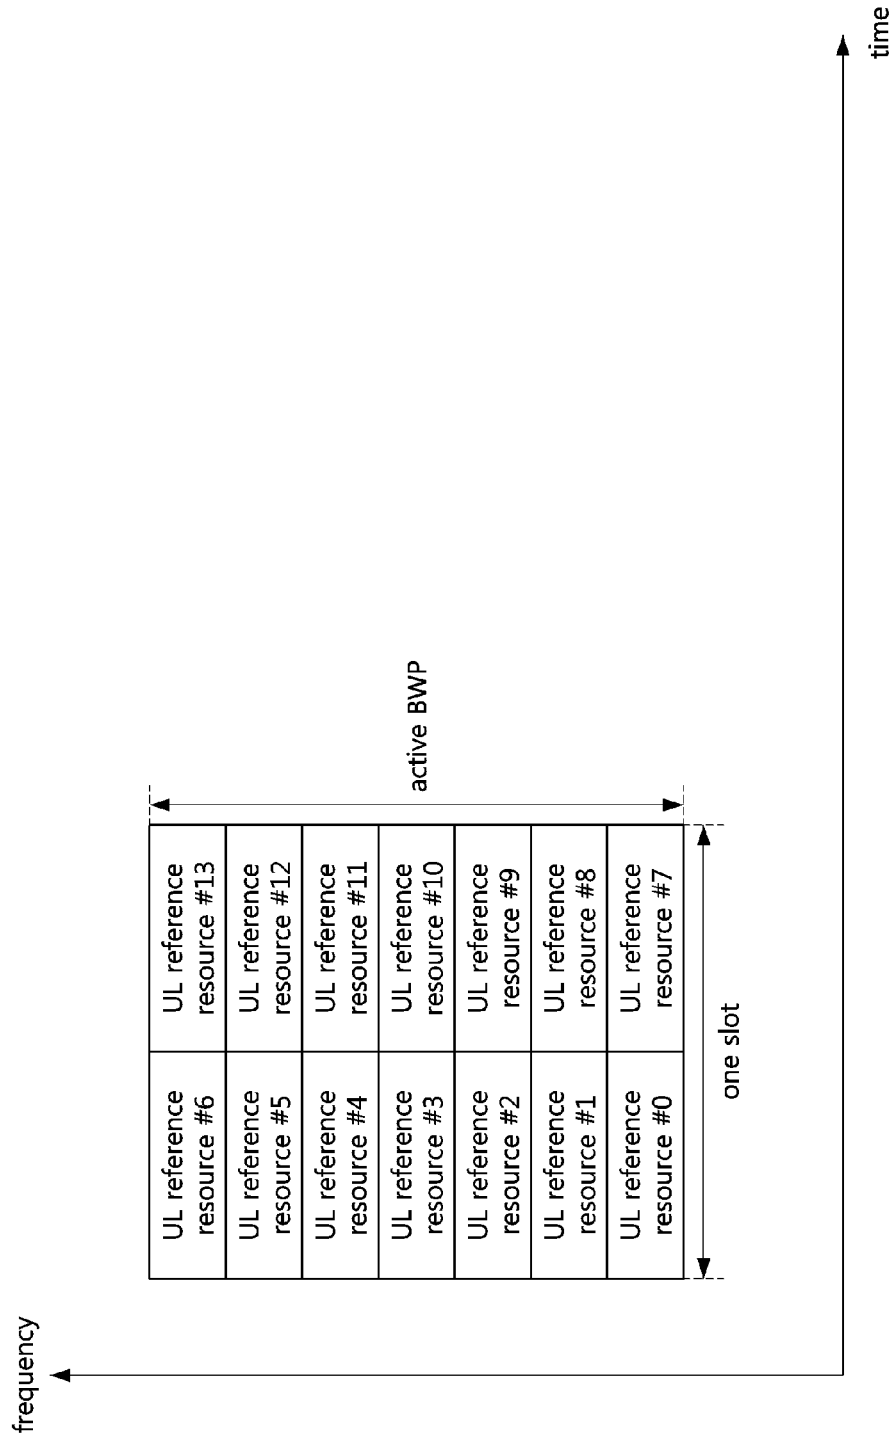 frequency
UL reference
resource #6
UL reference
resource #13
UL reference
resource #5
UL reference
resource #12
UL reference
resource #4
UL reference
resource #11
UL reference
resource #3
UL reference
resource #10
active BWP
UL reference
resource #2
UL reference
resource #9
UL reference
resource #1
UL reference
resource #8
UL reference
resource #0
UL reference
resource #7
one slot
time